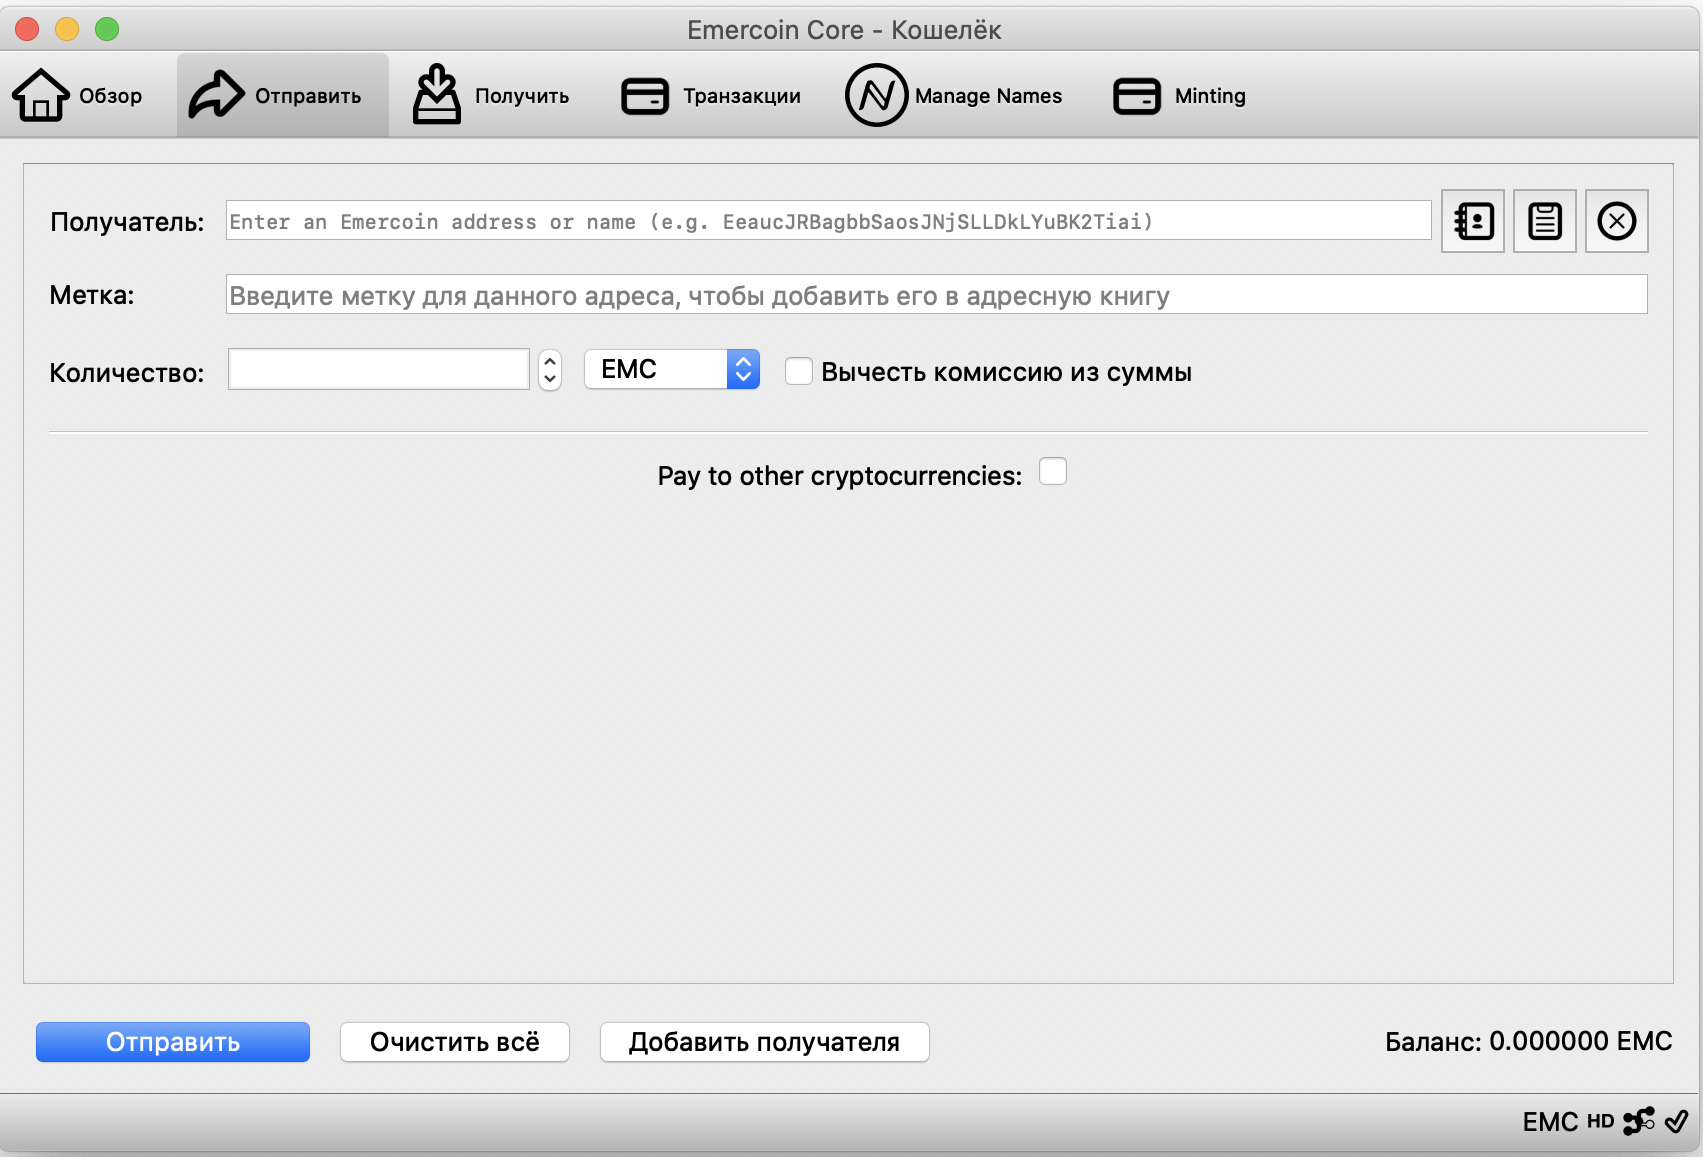 Emercoin Core - Кошелёк
Обзор Отправить Получить Транзакции Manage Names Minting
Получатель: Enter an Emercoin address or name (e.g. EeaucJRBagbbSaosJNjSLLDkLYuBK2Tiai)
Метка: Введите метку для данного адреса, чтобы добавить его в адресную книгу
Количество: EMC Вычесть комиссию из суммы
Pay to other cryptocurrencies:
Отправить Очистить всё Добавить получателя Баланс: 0.000000 EMC
EMC HD